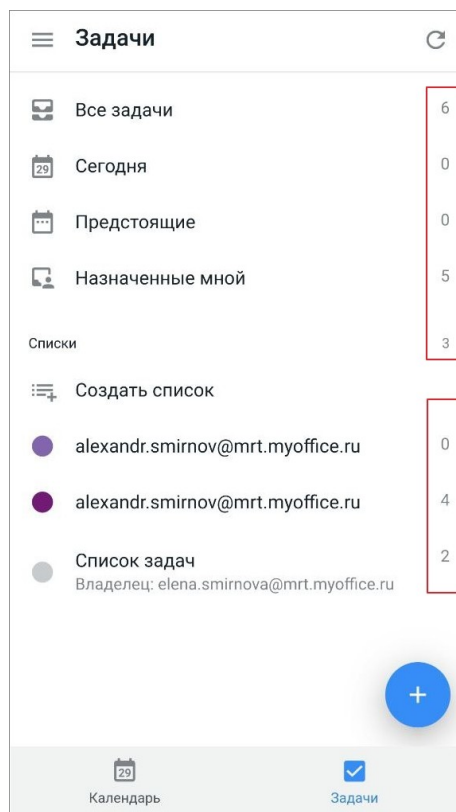 Задачи
Все задачи 6
29 Сегодня 0
Предстоящие 0
Назначенные мной 5
Списки 3
Создать список
alexandr.smirnov@mrt.myoffice.ru 0
alexandr.smirnov@mrt.myoffice.ru 4
Список задач 2
Владелец: elena.smirnova@mrt.myoffice.ru
29
Календарь Задачи